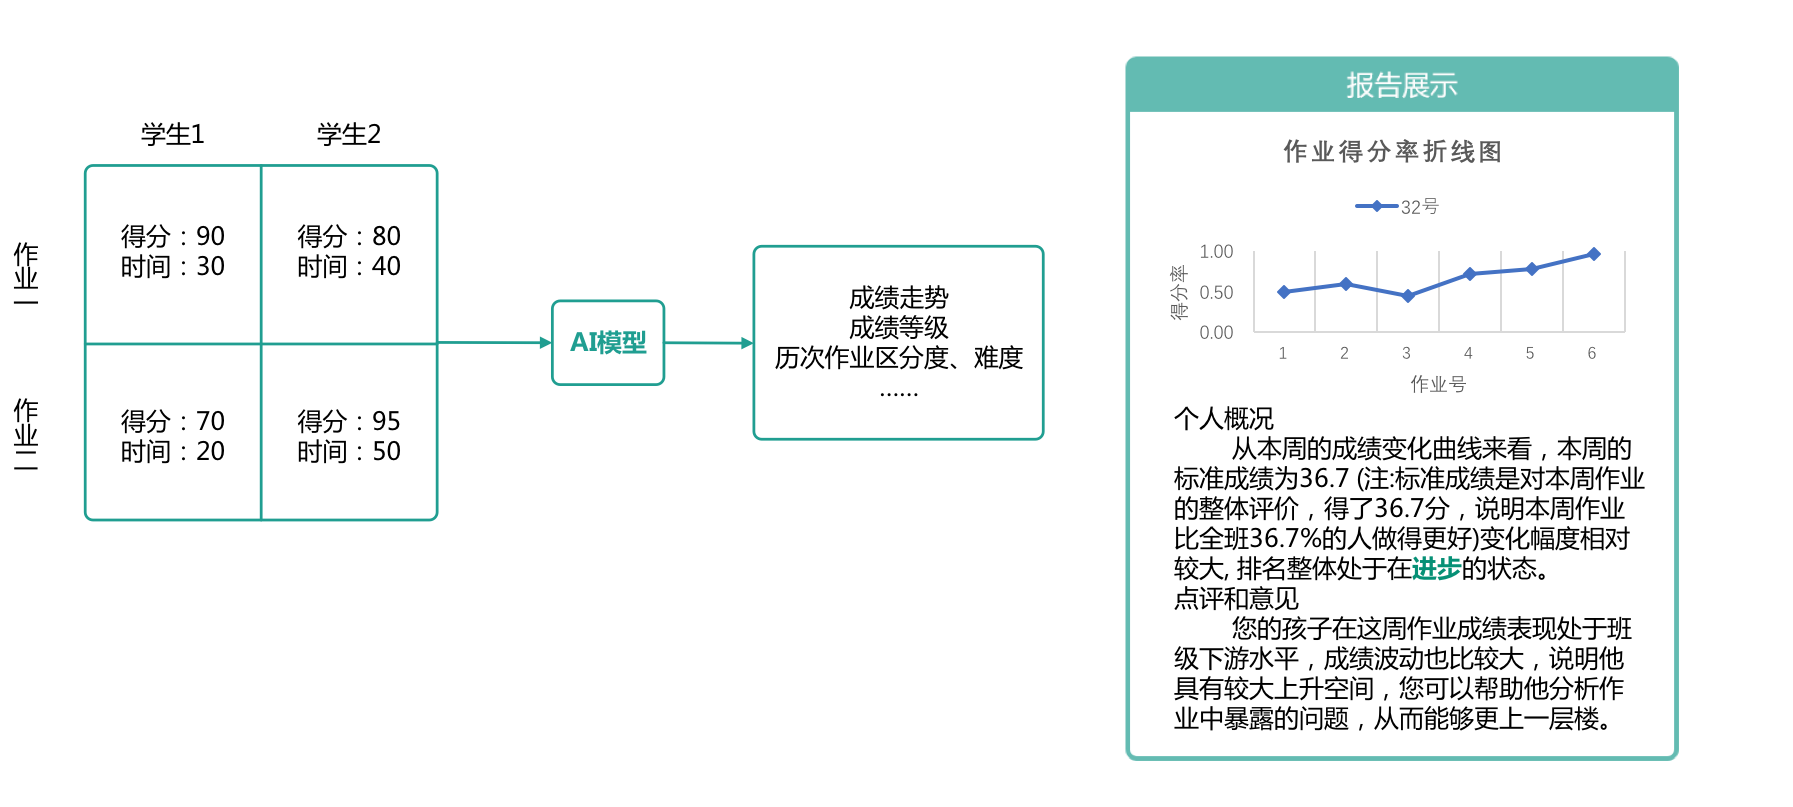 学生1
学生2
作业一
得分：90
时间：30
得分：80
时间：40
作业二
得分：70
时间：20
得分：95
时间：50
AI模型
成绩走势
成绩等级
历次作业区分度、难度
......
报告展示
作业得分率折线图
32号
得分率
1.00
0.50
0.00
1 2 3 4 5 6
作业号
个人概况
从本周的成绩变化曲线来看，本周的
标准成绩为36.7 (注:标准成绩是对本周作业
的整体评价，得了36.7分，说明本周作业
比全班36.7%的人做得更好)变化幅度相对
较大, 排名整体处于在进步的状态。
点评和意见
您的孩子在这周作业成绩表现处于班
级下游水平，成绩波动也比较大，说明他
具有较大上升空间，您可以帮助他分析作
业中暴露的问题，从而能够更上一层楼。